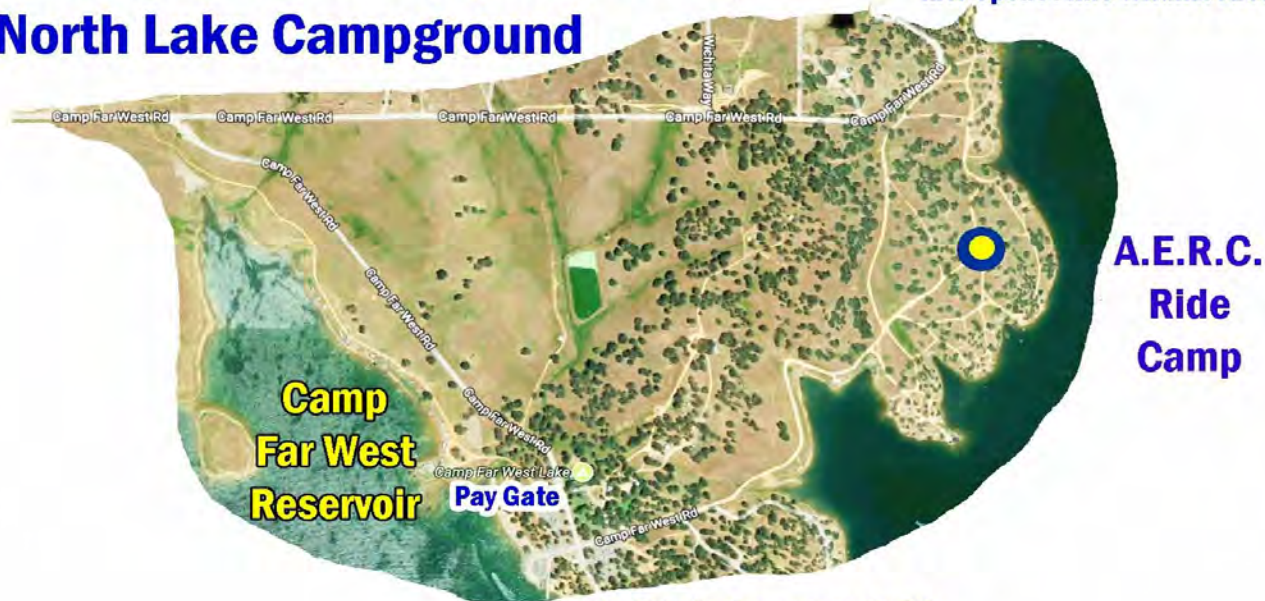 North Lake Campground
Camp Far West Rd
Camp Far West Rd
Camp Far West Rd
Wichita Way
Camp Far West Rd
Camp Far West Rd
Camp Far West Rd
Camp Far West Rd
Camp Far West Rd
A.E.R.C.
Ride
Camp
Camp
Far West
Reservoir
Camp Far West Lake
Pay Gate
Camp Far West Rd